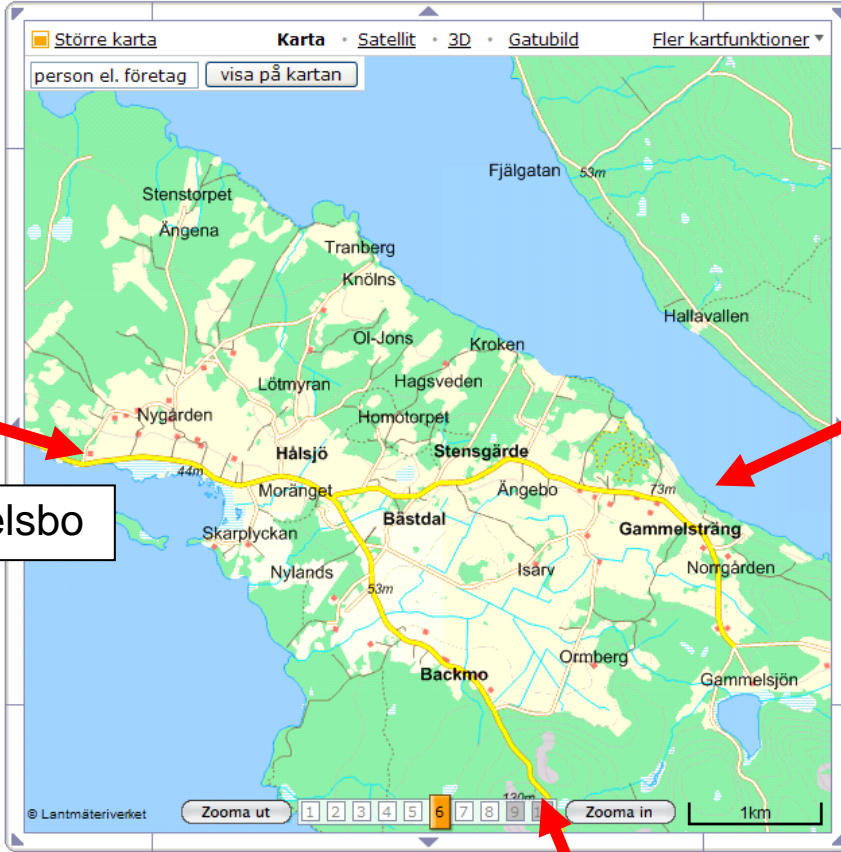 Större karta Karta · Satellit · 3D · Gatubild Fler kartfunktioner
person el. företag visa på kartan
Fjälgatan 53m
Stenstorpet
Ängena
Tranberg
Knölns
Hallavallen
Ol-Jons
Kroken
Lötmyran Hagsveden
Nygården Homotorpet
Hålsjö Stensgärde
44m
Moränget Ängebo 73m
elsbo
Bästdal
Skarplyckan Gammelsträng
Nylands Isarv Norrgården
53m
Ormberg
Backmo Gammelsjön
130m
© Lantmäteriverket Zooma ut 1 2 3 4 5 6 7 8 9 Zooma in 1km